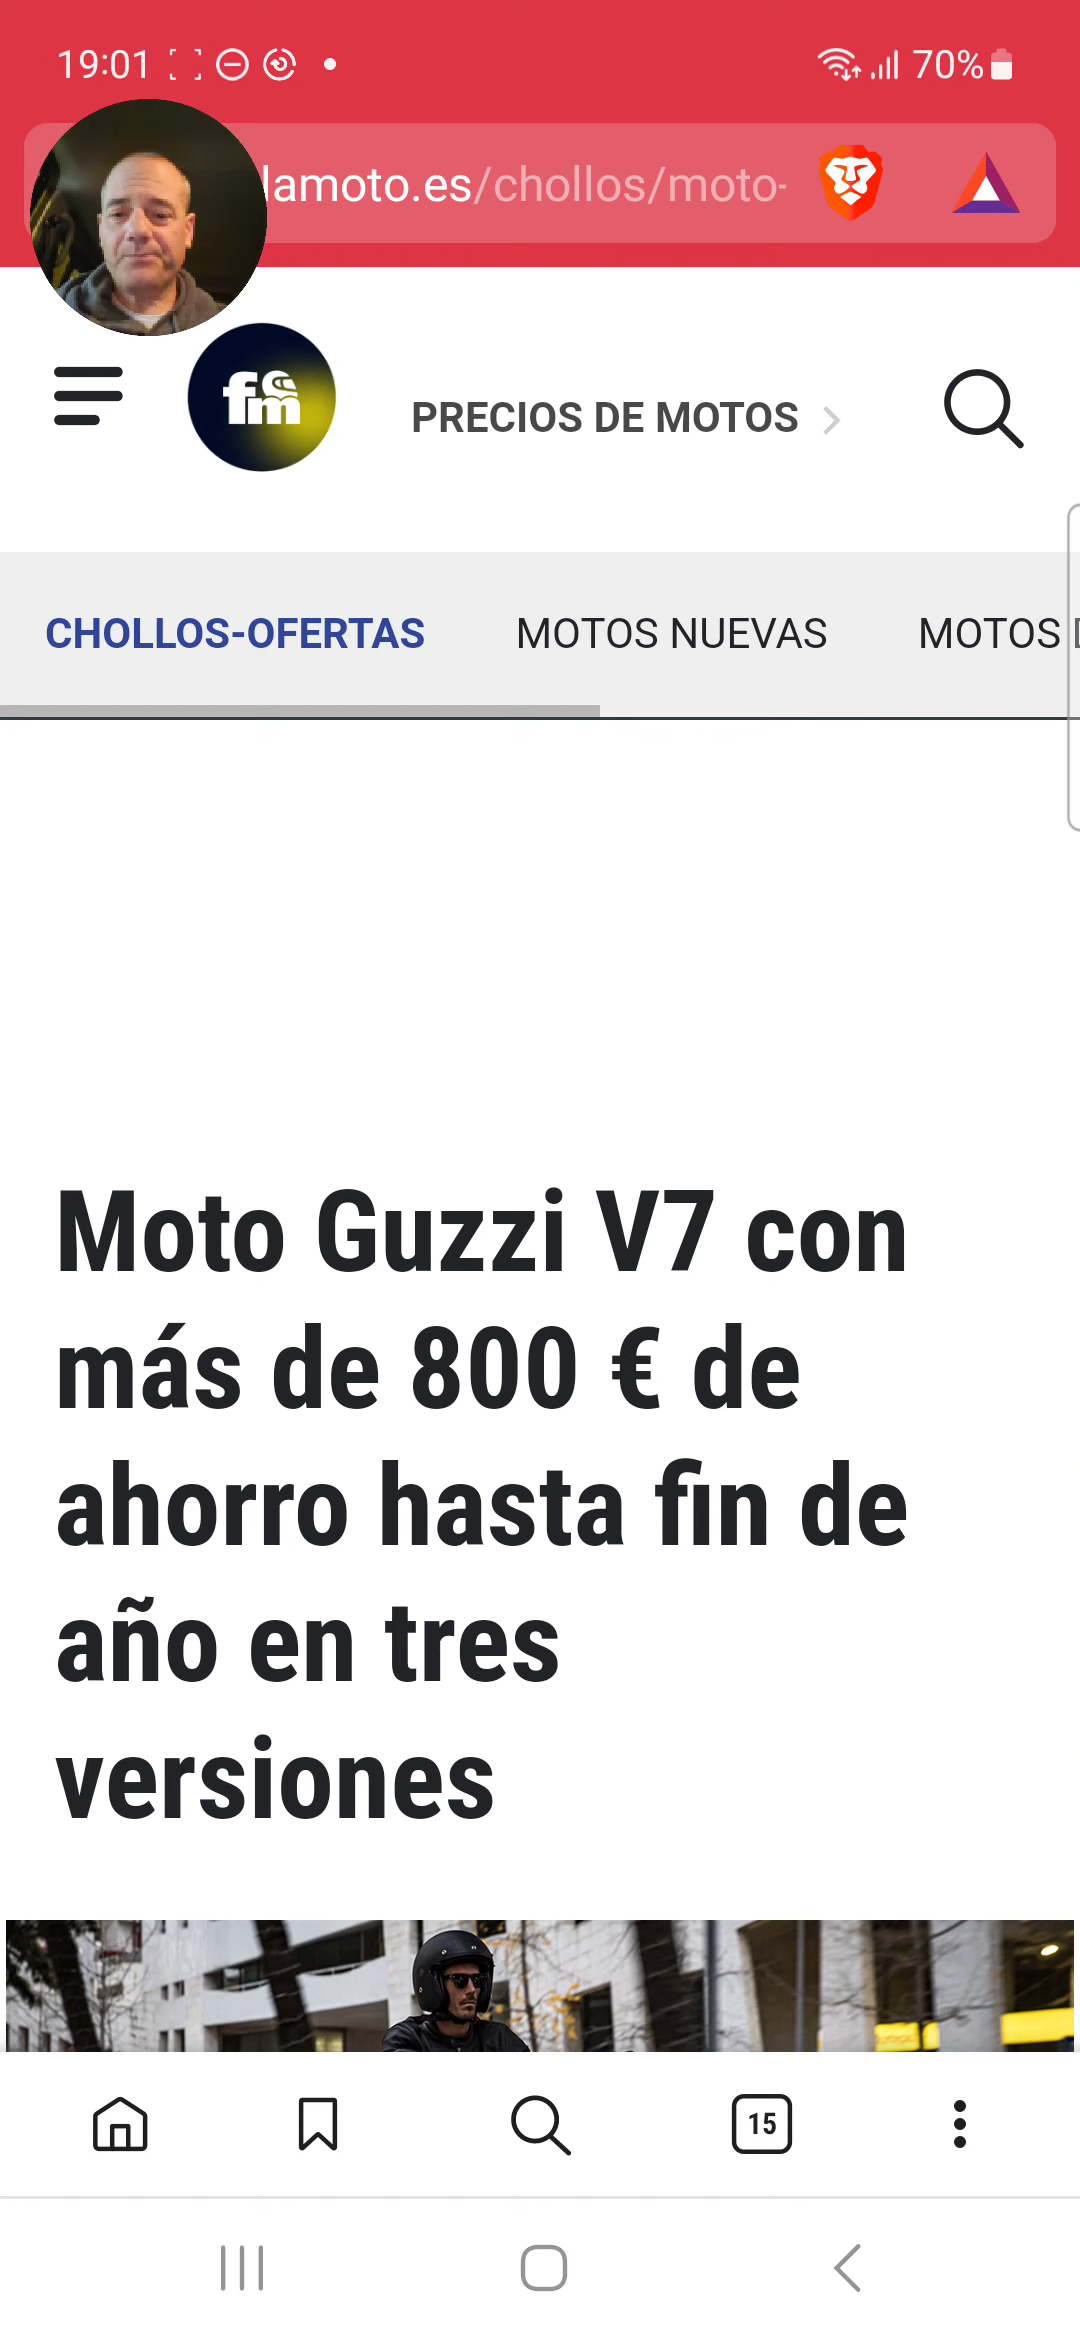 19:01
70%
lamoto.es/chollos/moto-
fm
PRECIOS DE MOTOS
CHOLLOS-OFERTAS MOTOS NUEVAS MOTOS
Moto Guzzi V7 con
más de 800 € de
ahorro hasta fin de
año en tres
versiones
15